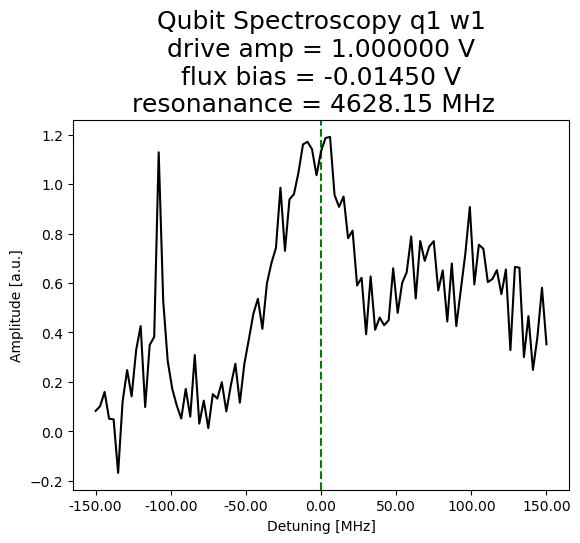 Qubit Spectroscopy q1 w1
drive amp = 1.000000 V
flux bias = -0.01450 V
resonanance = 4628.15 MHz
1.2
1.0
0.8
0.6
0.4
0.2
0.0
−0.2
Amplitude [a.u.]
-150.00 -100.00 -50.00 0.00 50.00 100.00 150.00
Detuning [MHz]